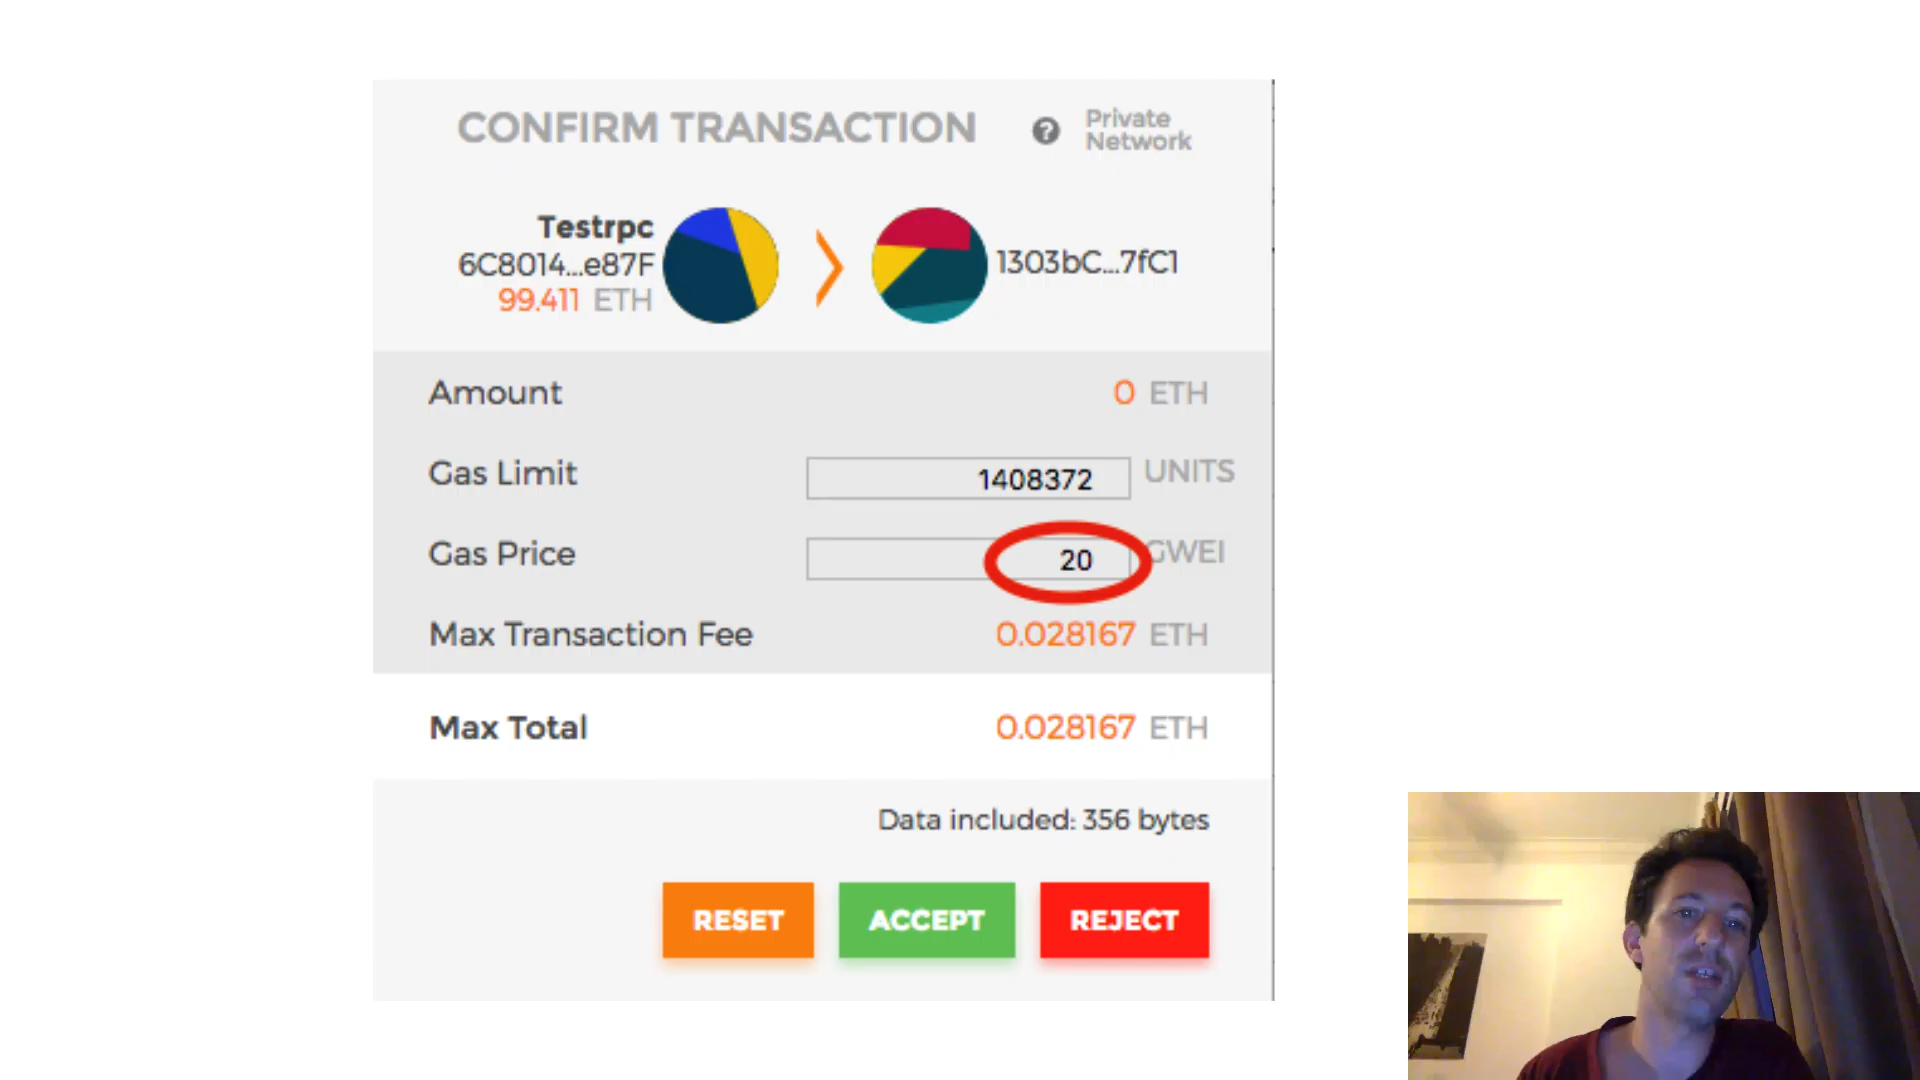 CONFIRM TRANSACTION
?
Private
Network
Testrpc
6C8014...e87F
99.411 ETH
1303bC...7fC1
Amount 0 ETH
Gas Limit 1408372 UNITS
Gas Price 20 GWEI
Max Transaction Fee 0.028167 ETH
Max Total 0.028167 ETH
Data included: 356 bytes
RESET ACCEPT REJECT